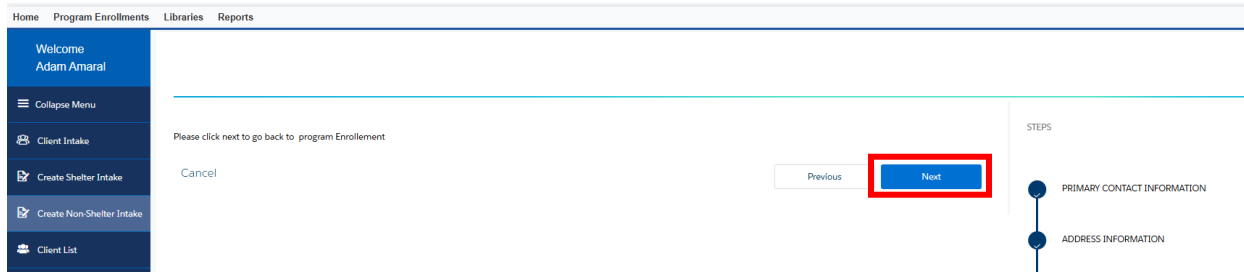 Home Program Enrollments Libraries Reports
Welcome
Adam Amaral
Collapse Menu
Client Intake
Create Shelter Intake
Create Non-Shelter Intake
Client List
Please click next to go back to program Enrollement
Cancel
Previous
Next
STEPS
PRIMARY CONTACT INFORMATION
ADDRESS INFORMATION